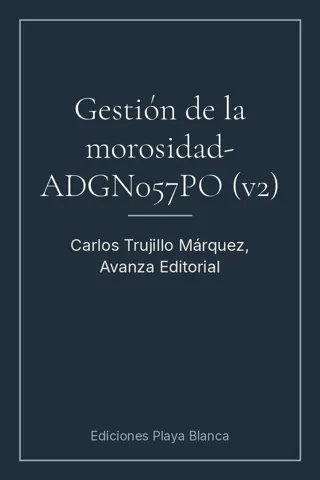 Gestión de la
morosidad-
ADGN057PO (v2)
Carlos Trujillo Márquez,
Avanza Editorial
Ediciones Playa Blanca